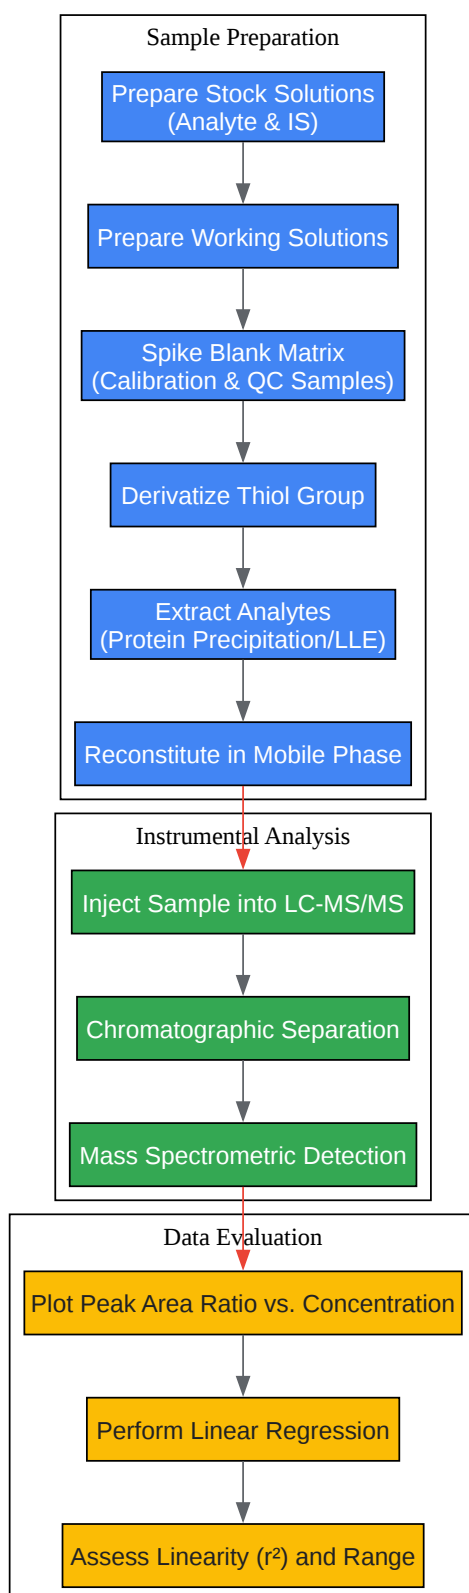 Sample Preparation
Prepare Stock Solutions
(Analyte & IS)
Prepare Working Solutions
Spike Blank Matrix
(Calibration & QC Samples)
Derivatize Thiol Group
Extract Analytes
(Protein Precipitation/LLE)
Reconstitute in Mobile Phase
Instrumental Analysis
Inject Sample into LC-MS/MS
Chromatographic Separation
Mass Spectrometric Detection
Data Evaluation
Plot Peak Area Ratio vs. Concentration
Perform Linear Regression
Assess Linearity (r²) and Range